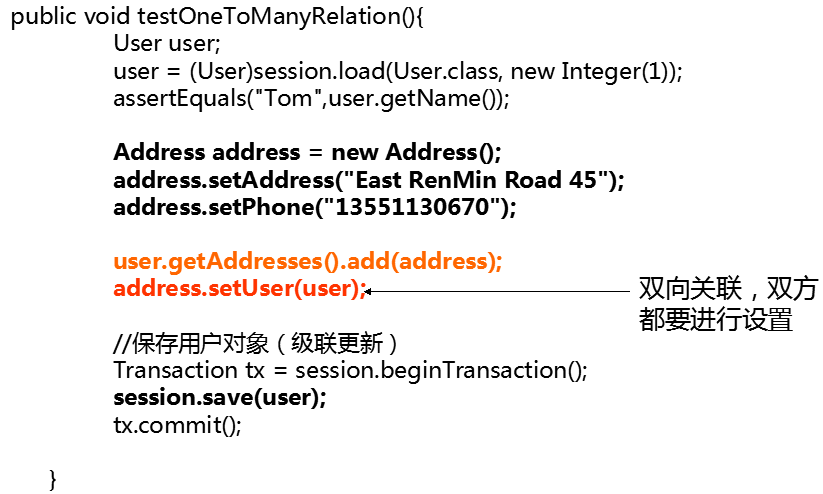 public void testOneToManyRelation(){
User user;
user = (User)session.load(User.class, new Integer(1));
assertEquals("Tom",user.getName());
Address address = new Address();
address.setAddress("East RenMin Road 45");
address.setPhone("13551130670");
user.getAddresses().add(address);
address.setUser(user);
双向关联，双方
都要进行设置
//保存用户对象（级联更新）
Transaction tx = session.beginTransaction();
session.save(user);
tx.commit();
}